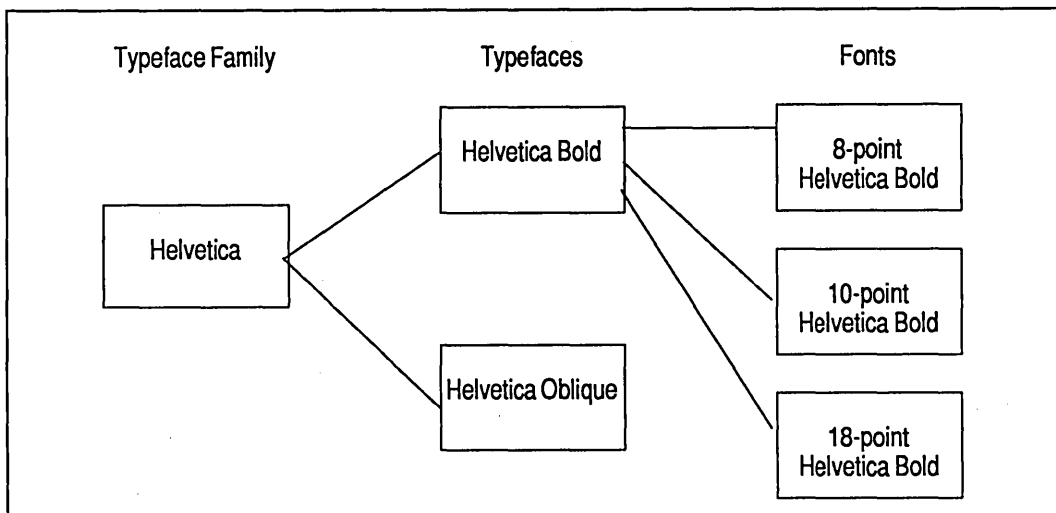 Typeface Family
Typefaces
Fonts
Helvetica
Helvetica Bold
Helvetica Oblique
8-point
Helvetica Bold
10-point
Helvetica Bold
18-point
Helvetica Bold